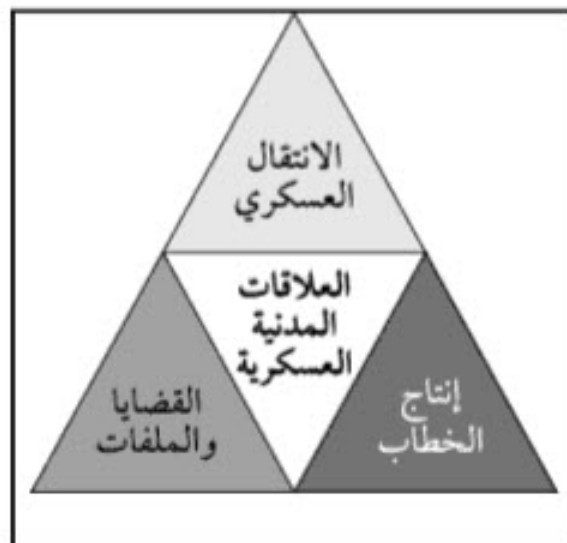 الانتقال
العسكري
العلاقات
المدنية
العسكرية
إنتاج
الخطاب
القضايا
والملفات